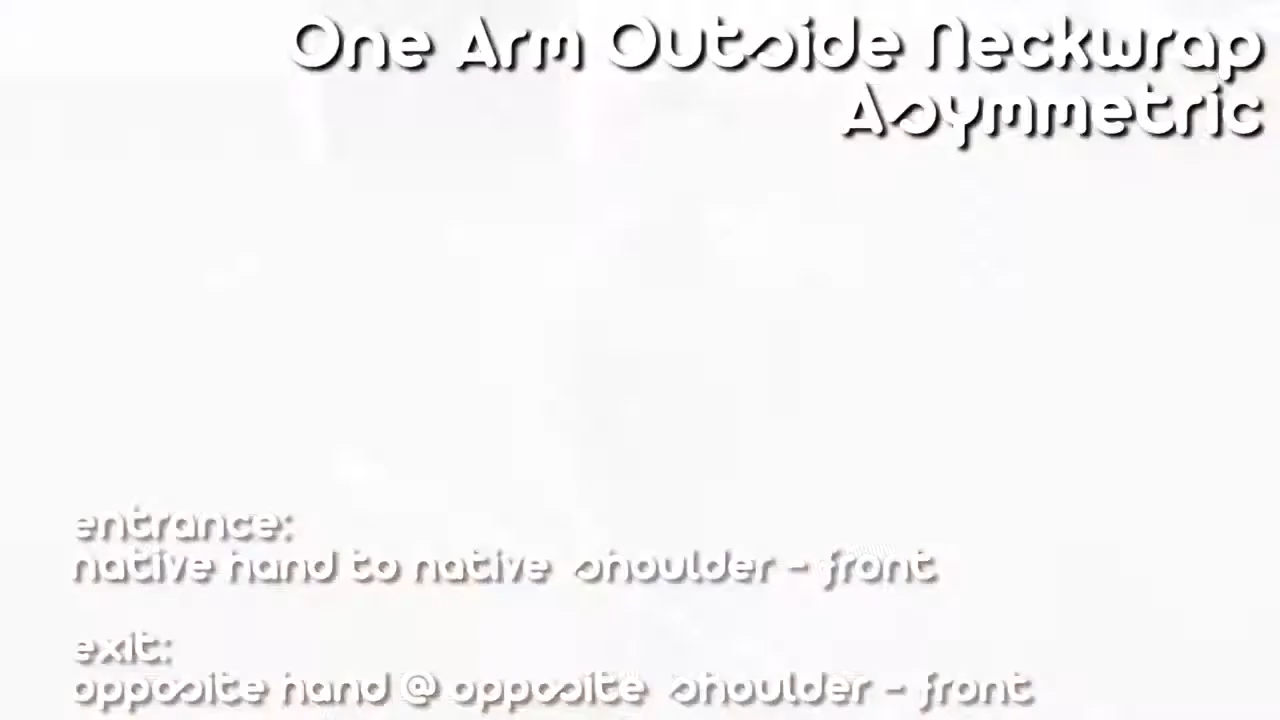 One Arm Outside Neckwrap
Asymmetric
entrance:
native hand to native shoulder - front
exit:
opposite hand @ opposite shoulder - front